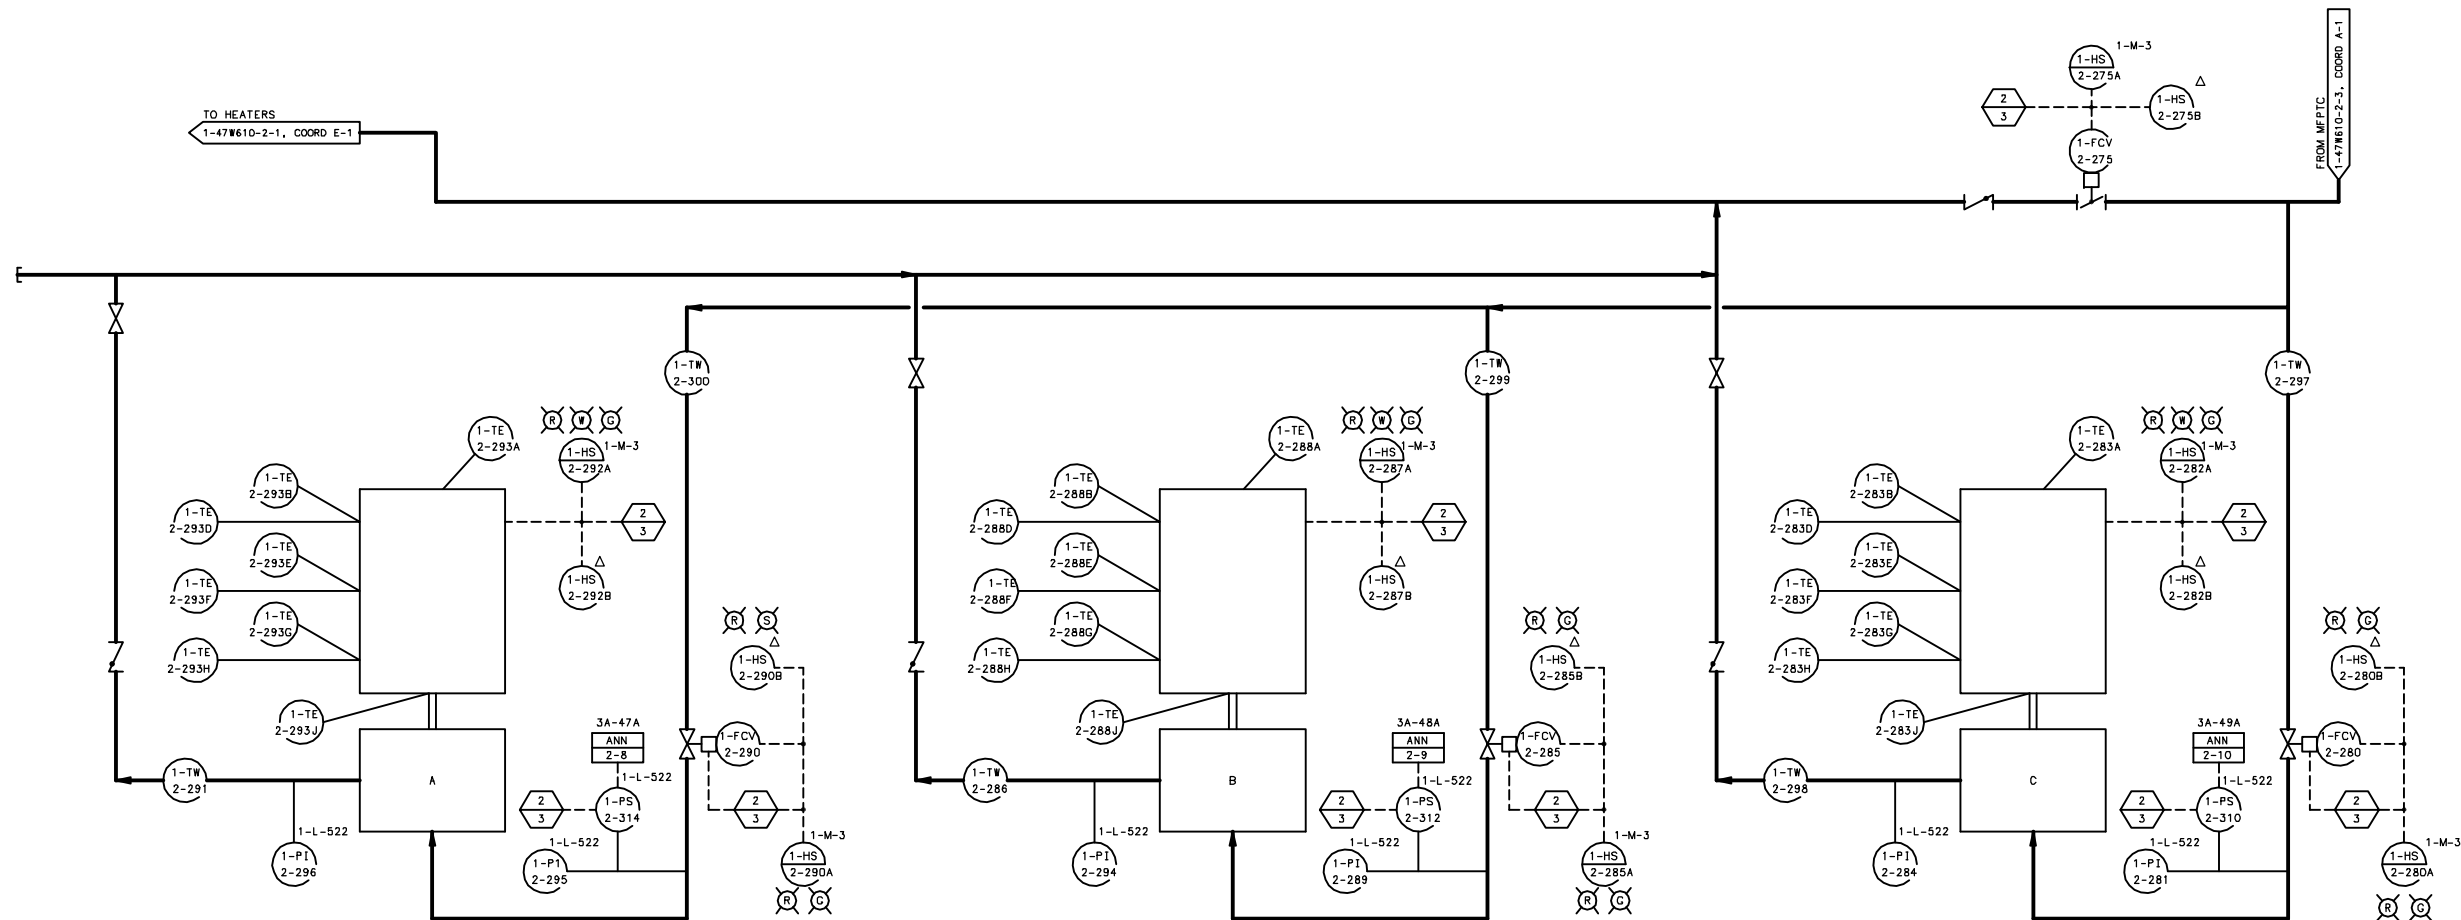 TO HEATERS
1-47W610-2-1, COORD E-1
FROM MFPTC
1-47W610-2-3, COORD A-1
1-HS
2-275A
1-M-3
2
3
1-HS
2-275B
1-FCV
2-275
1-TW
2-300
1-TW
2-299
1-TW
2-297
1-TE
2-293A
R W G
1-HS
2-292A
1-M-3
1-TE
2-293B
1-TE
2-293D
2
3
1-TE
2-293E
1-TE
2-293F
1-HS
2-292B
1-TE
2-293G
1-TE
2-293H
1-TE
2-293J
R S
1-HS
2-290B
3A-47A
ANN
2-8
1-FCV
2-290
1-TW
2-291
A
1-L-522
2
3
1-PS
2-314
2
3
1-L-522
1-PI
2-296
1-L-522
1-P1
2-295
1-M-3
1-HS
2-290A
R G
1-TE
2-288A
R W G
1-HS
2-287A
1-M-3
1-TE
2-288B
1-TE
2-288D
2
3
1-TE
2-288E
1-TE
2-288F
1-HS
2-287B
1-TE
2-288G
1-TE
2-288H
1-TE
2-288J
R G
1-HS
2-285B
3A-48A
ANN
2-9
1-FCV
2-285
1-TW
2-286
B
1-L-522
2
3
1-PS
2-312
2
3
1-L-522
1-PI
2-294
1-L-522
1-PI
2-289
1-M-3
1-HS
2-285A
R G
1-TE
2-283A
R W G
1-HS
2-282A
1-M-3
1-TE
2-283B
1-TE
2-283D
2
3
1-TE
2-283E
1-TE
2-283F
1-HS
2-282B
1-TE
2-283G
1-TE
2-283H
1-TE
2-283J
R G
1-HS
2-280B
3A-49A
ANN
2-10
1-FCV
2-280
1-TW
2-298
C
1-L-522
2
3
1-PS
2-310
2
3
1-L-522
1-PI
2-284
1-L-522
1-PI
2-281
1-M-3
1-HS
2-280A
R G